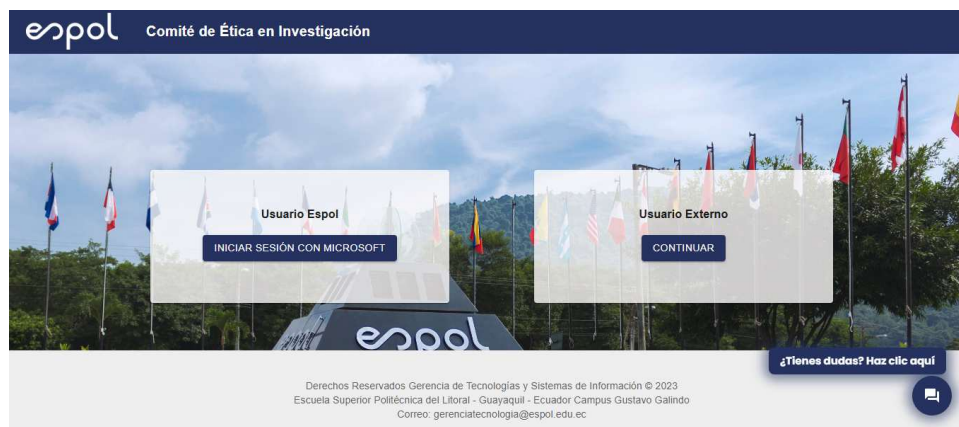 espol Comité de Ética en Investigación
Usuario Espol
INICIAR SESIÓN CON MICROSOFT
Usuario Externo
CONTINUAR
espol
¿Tienes dudas? Haz clic aquí
Derechos Reservados Gerencia de Tecnologías y Sistemas de Información © 2023
Escuela Superior Politécnica del Litoral - Guayaquil - Ecuador Campus Gustavo Galindo
Correo: gerenciatecnologia@espol.edu.ec